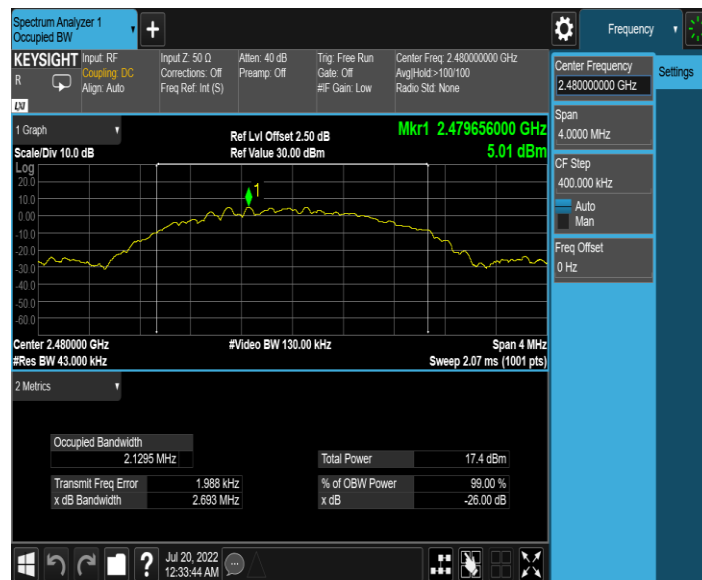 Spectrum Analyzer 1
Occupied BW
+
Frequency
KEYSIGHT
R
LXI
Input: RF
Coupling: DC
Align: Auto
Input Z: 50 Ω
Corrections: Off
Freq Ref: Int (S)
Atten: 40 dB
Preamp: Off
Trig: Free Run
Gate: Off
#IF Gain: Low
Center Freq: 2.480000000 GHz
Avg|Hold:>100/100
Radio Std: None
Center Frequency
2.480000000 GHz
Settings
Span
4.0000 MHz
CF Step
400.000 kHz
Auto
Man
Freq Offset
0 Hz
1 Graph
Scale/Div 10.0 dB
Ref Lvl Offset 2.50 dB
Ref Value 30.00 dBm
Mkr1 2.479656000 GHz
5.01 dBm
Log
20.0
10.0
0.00
-10.0
-20.0
-30.0
-40.0
-50.0
-60.0
1
Center 2.480000 GHz
#Res BW 43.000 kHz
#Video BW 130.00 kHz
Span 4 MHz
Sweep 2.07 ms (1001 pts)
2 Metrics
Occupied Bandwidth
2.1295 MHz
Total Power 17.4 dBm
Transmit Freq Error 1.988 kHz
x dB Bandwidth 2.693 MHz
% of OBW Power 99.00 %
x dB -26.00 dB
?
Jul 20, 2022
12:33:44 AM